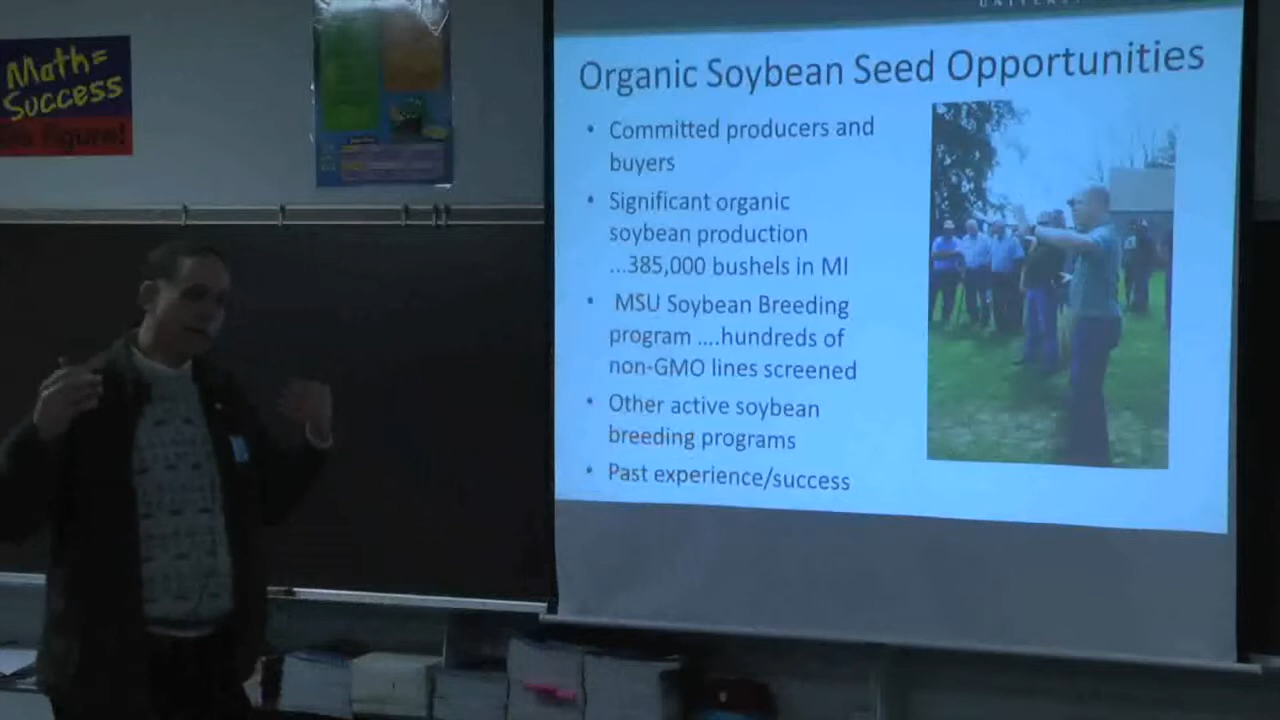 Math=
Success
UNIVERSI
Organic Soybean Seed Opportunities
• Committed producers and
buyers
• Significant organic
soybean production
...385,000 bushels in MI
• MSU Soybean Breeding
program ....hundreds of
non-GMO lines screened
• Other active soybean
breeding programs
• Past experience/success